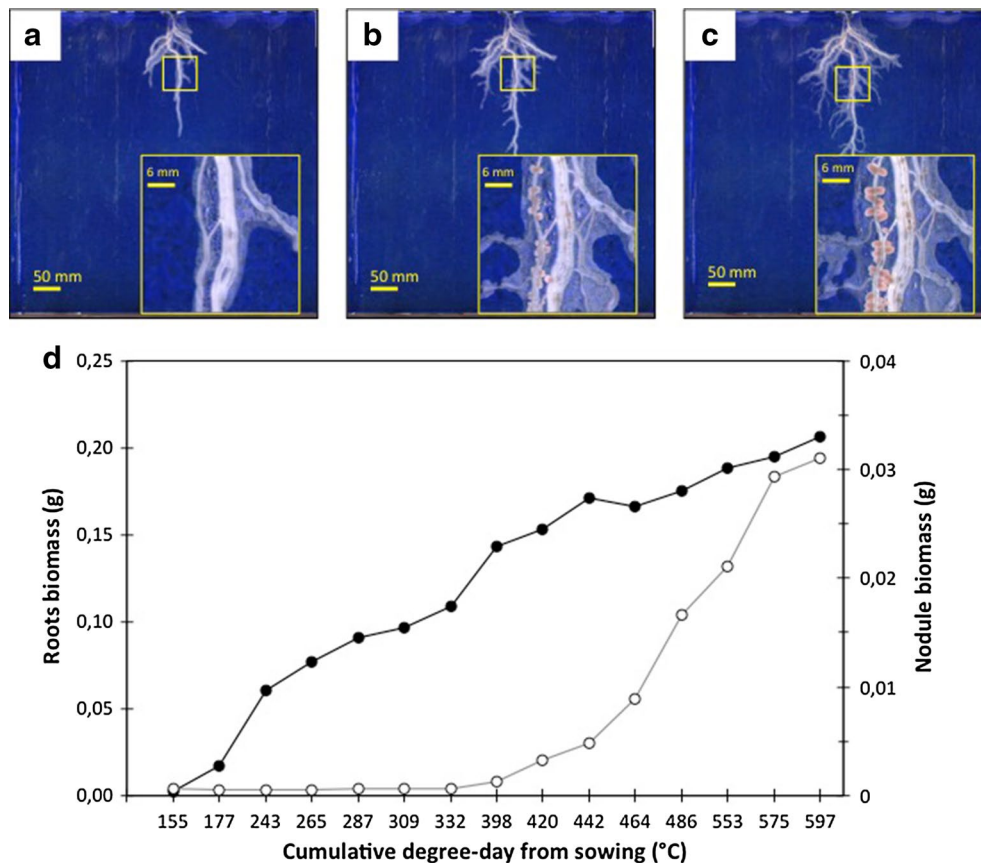 a
b
c
6 mm
6 mm
6 mm
50 mm
50 mm
50 mm
d
0,25
0,20
0,15
0,10
0,05
0,00
Roots biomass (g)
0,04
0,03
0,02
0,01
0
Nodule biomass (g)
155 177 243 265 287 309 332 398 420 442 464 486 553 575 597
Cumulative degree-day from sowing (°C)